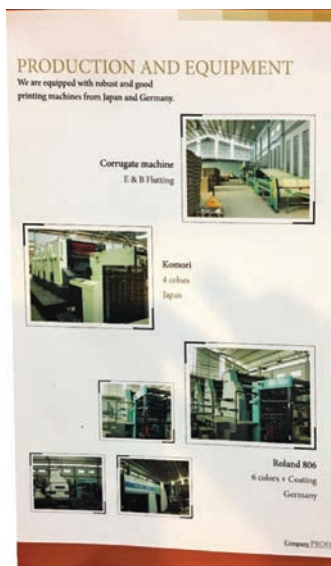 PRODUCTION AND EQUIPMENT
We are equipped with robust and good
printing machines from Japan and Germany.
Corrugate machine
E & B Flutting
Komori
4 colors
Japan
Roland 806
6 colors + Coating
Germany
Company PROFI